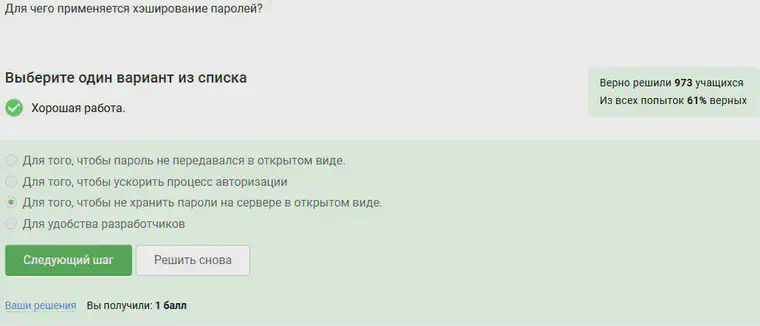 Для чего применяется хэширование паролей?
Выберите один вариант из списка
Верно решили 973 учащихся
Из всех попыток 61% верных
Хорошая работа.
Для того, чтобы пароль не передавался в открытом виде.
Для того, чтобы ускорить процесс авторизации
Для того, чтобы не хранить пароли на сервере в открытом виде.
Для удобства разработчиков
Следующий шаг Решить снова
Ваши решения Вы получили: 1 балл